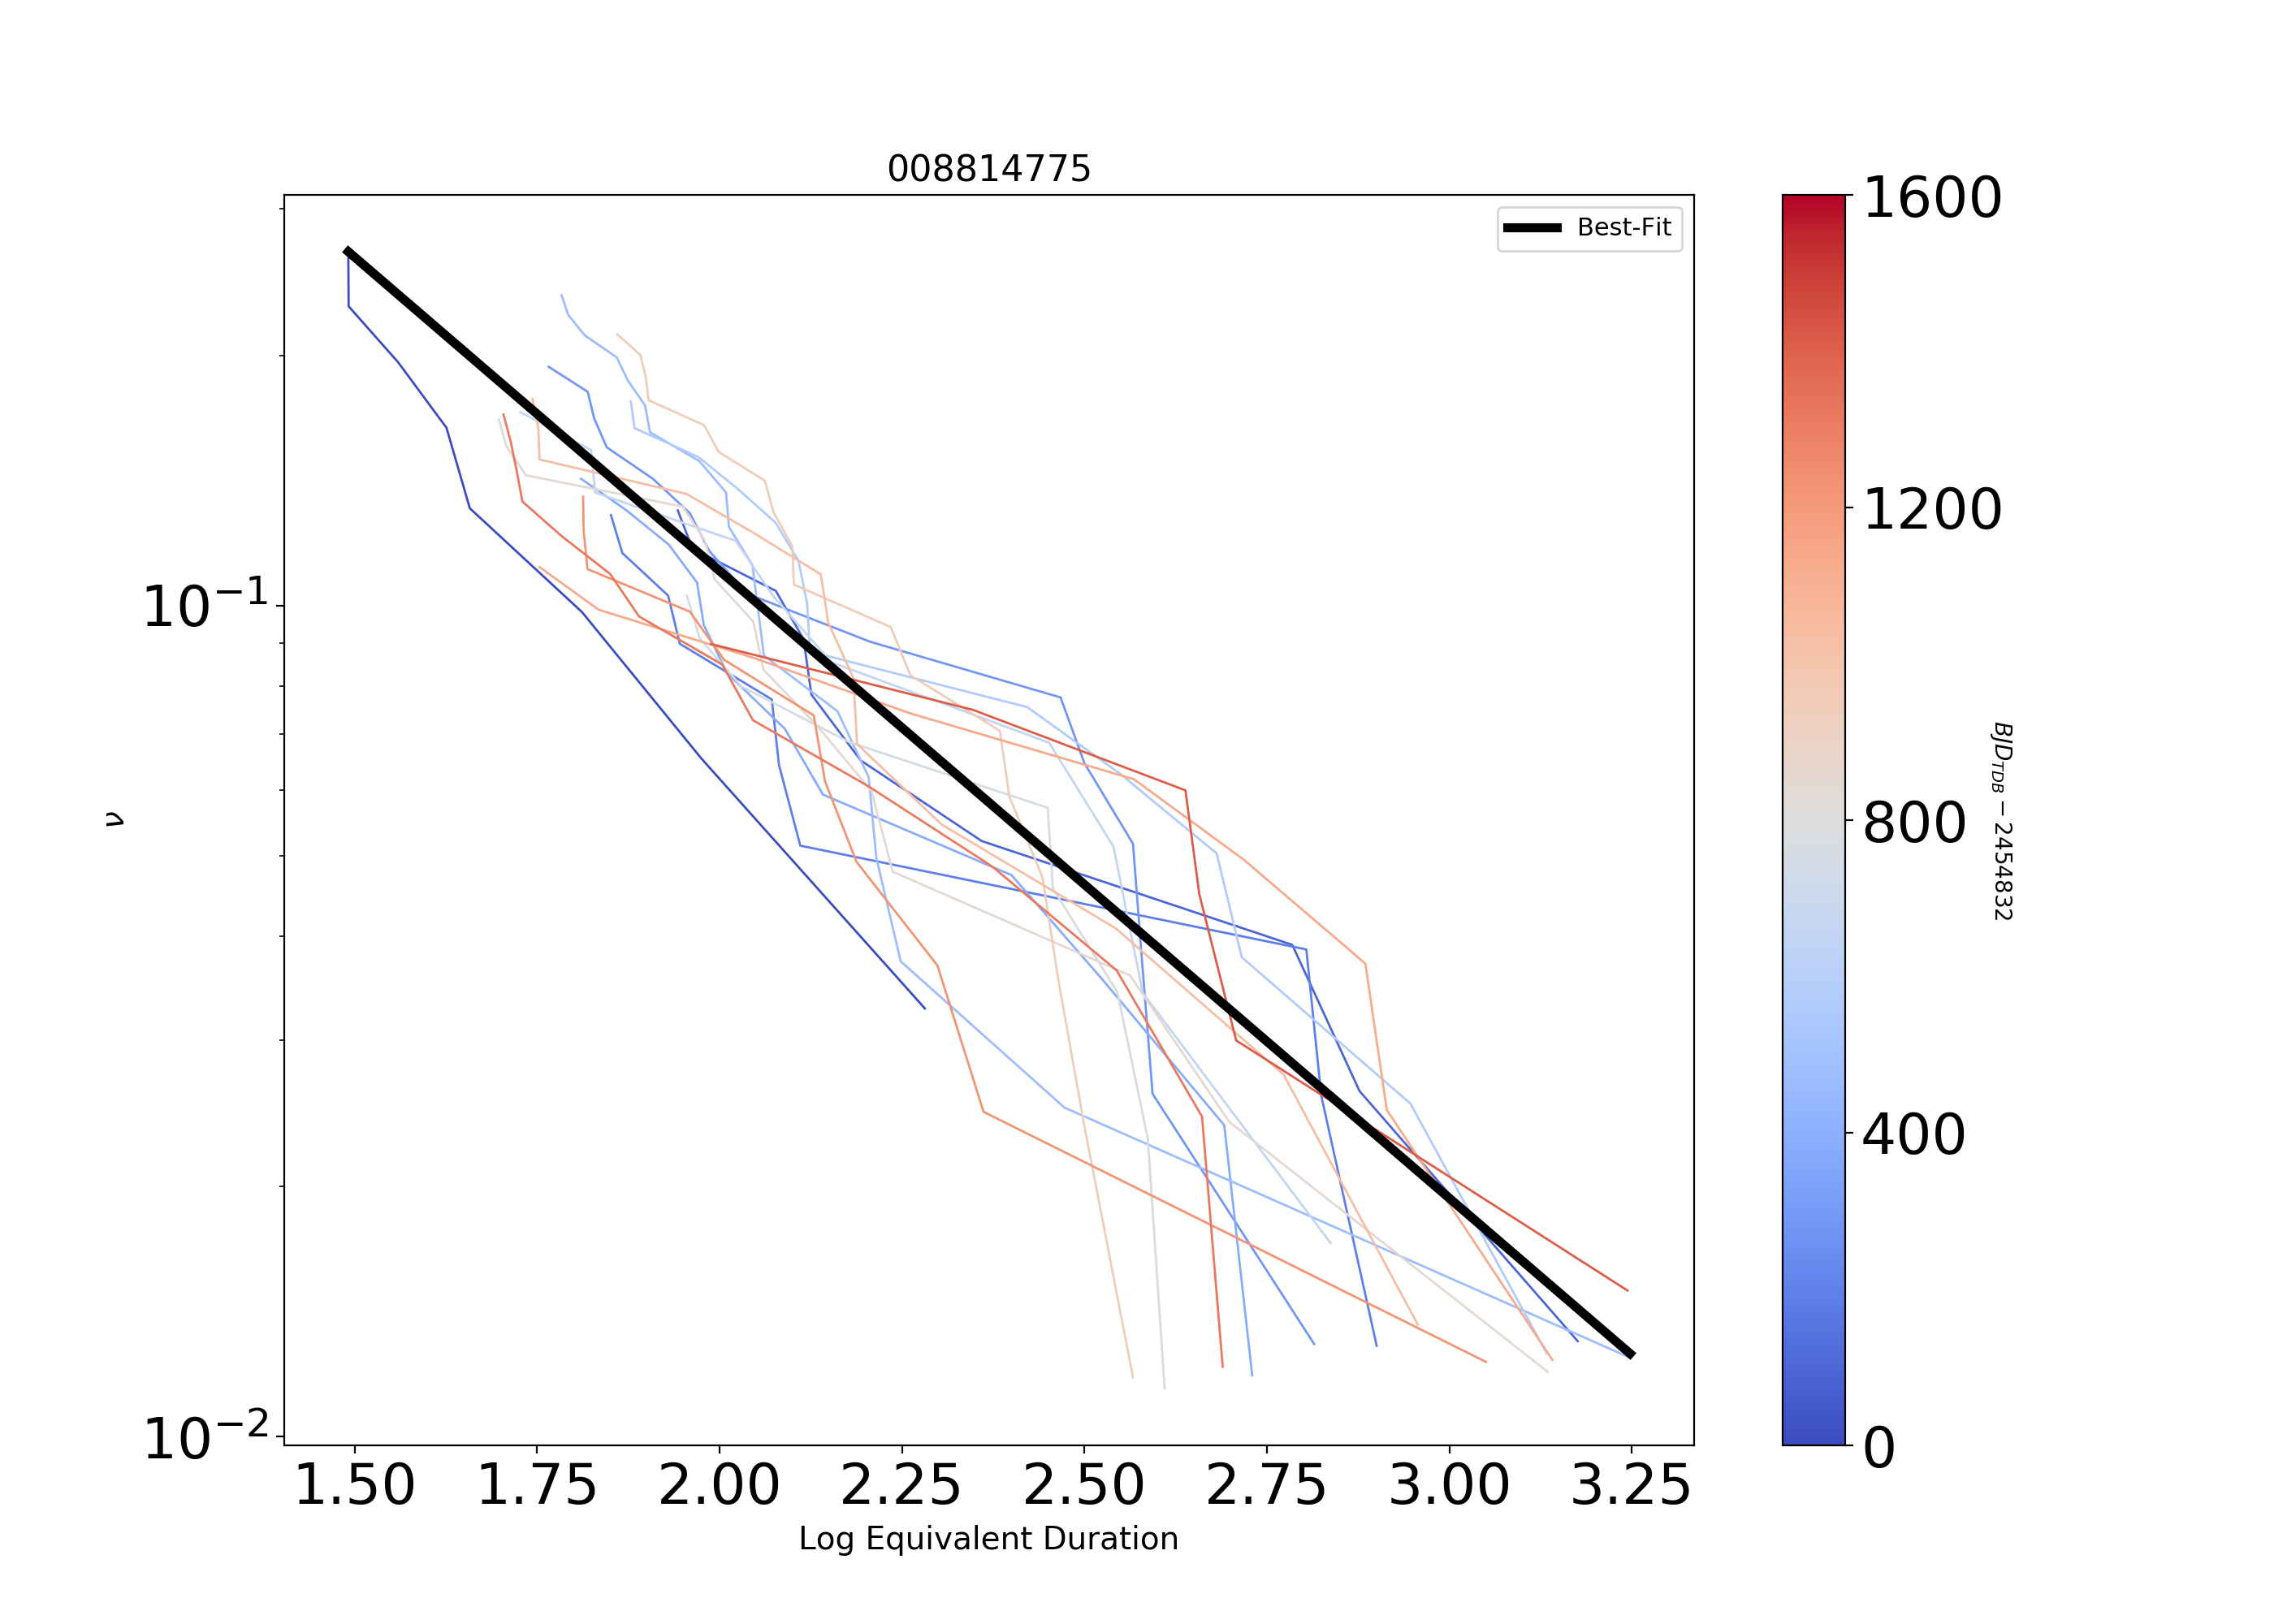 008814775
Best-Fit
10⁻¹
10⁻²
ν
1.50 1.75 2.00 2.25 2.50 2.75 3.00 3.25
Log Equivalent Duration
1600
1200
800
400
0
BJD_TDB − 2454832